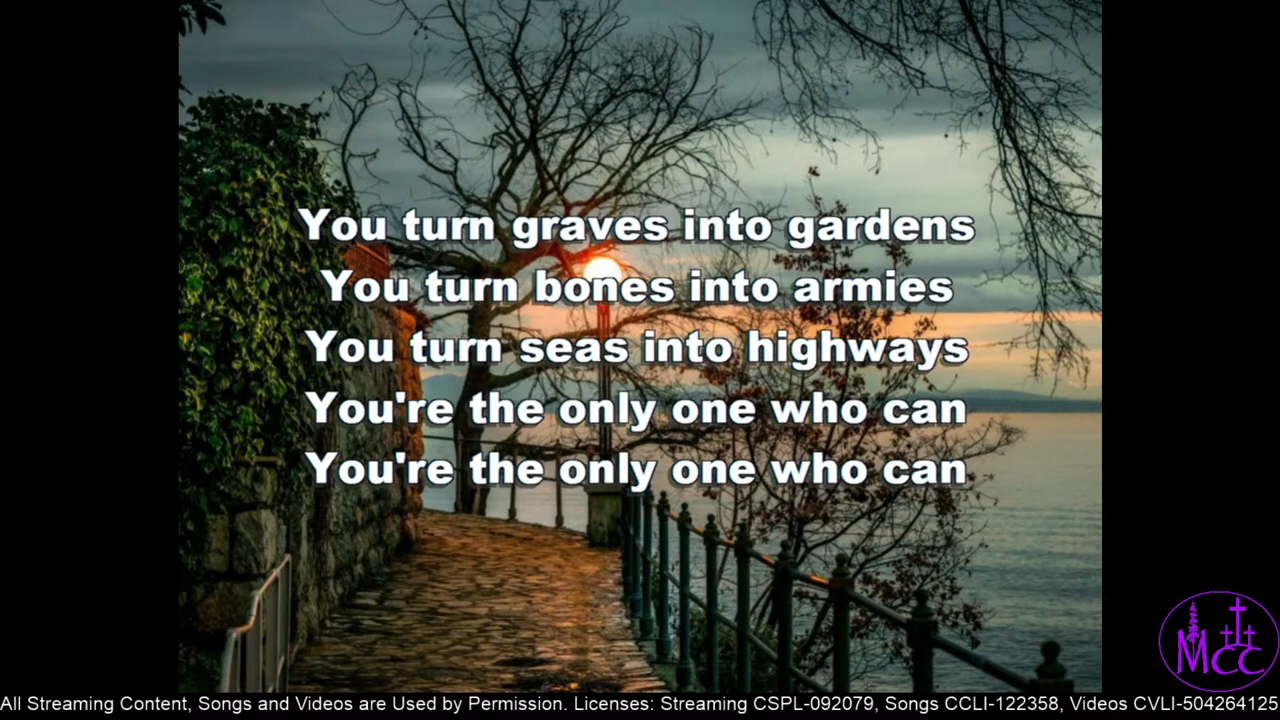 You turn graves into gardens
You turn bones into armies
You turn seas into highways
You're the only one who can
You're the only one who can
MCC
All Streaming Content, Songs and Videos are Used by Permission. Licenses: Streaming CSPL-092079, Songs CCLI-122358, Videos CVLI-504264125